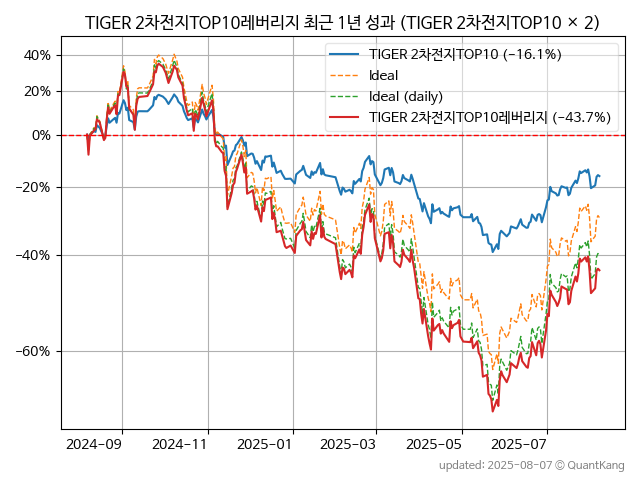 TIGER 2차전지TOP10레버리지 최근 1년 성과 (TIGER 2차전지TOP10 × 2)
TIGER 2차전지TOP10 (−16.1%)
Ideal
Ideal (daily)
TIGER 2차전지TOP10레버리지 (−43.7%)
40%
20%
0%
−20%
−40%
−60%
2024-09 2024-11 2025-01 2025-03 2025-05 2025-07
updated: 2025-08-07 © QuantKang